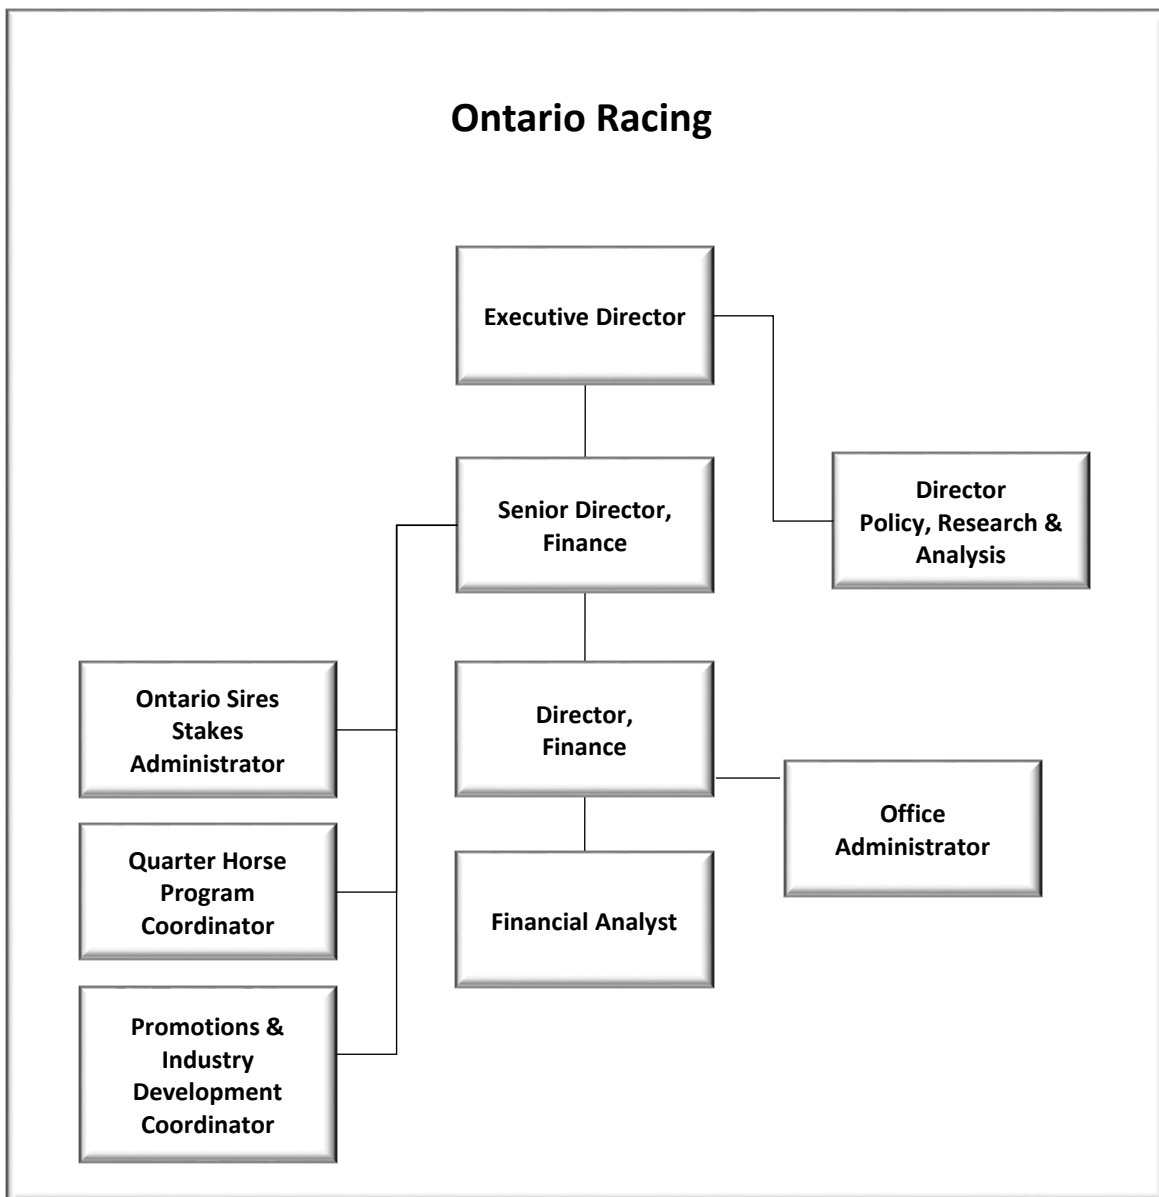 Ontario Racing
Executive Director
Senior Director,
Finance
Director
Policy, Research &
Analysis
Ontario Sires
Stakes
Administrator
Director,
Finance
Office
Administrator
Quarter Horse
Program
Coordinator
Financial Analyst
Promotions &
Industry
Development
Coordinator